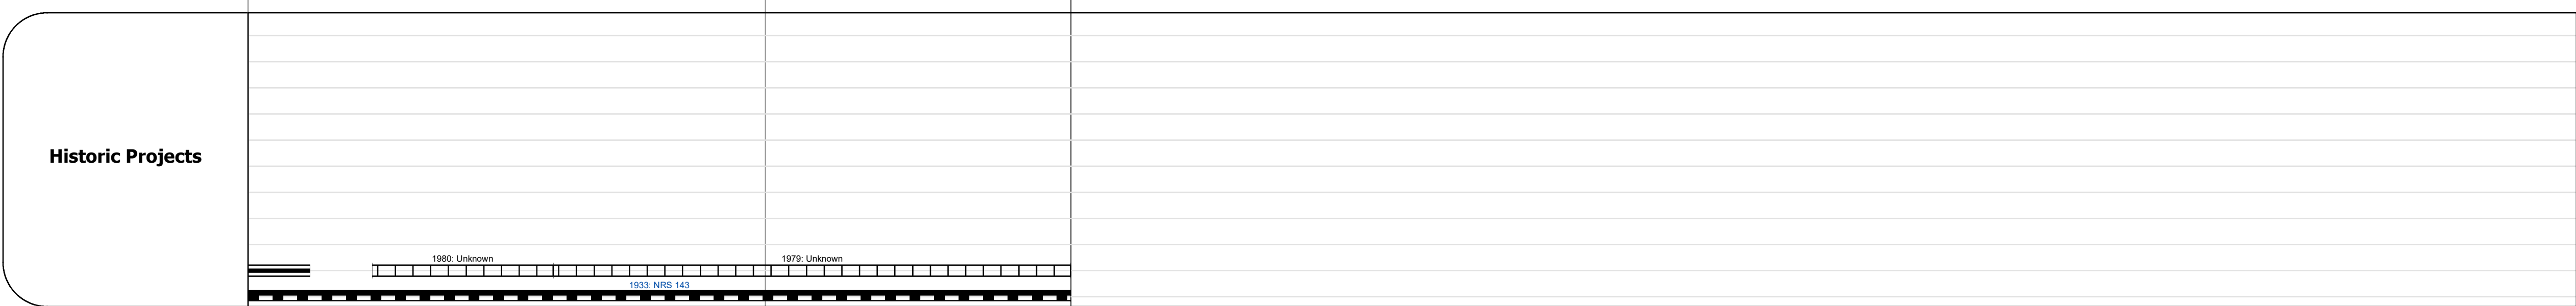 Historic Projects
1980: Unknown
1979: Unknown
1933: NRS 143